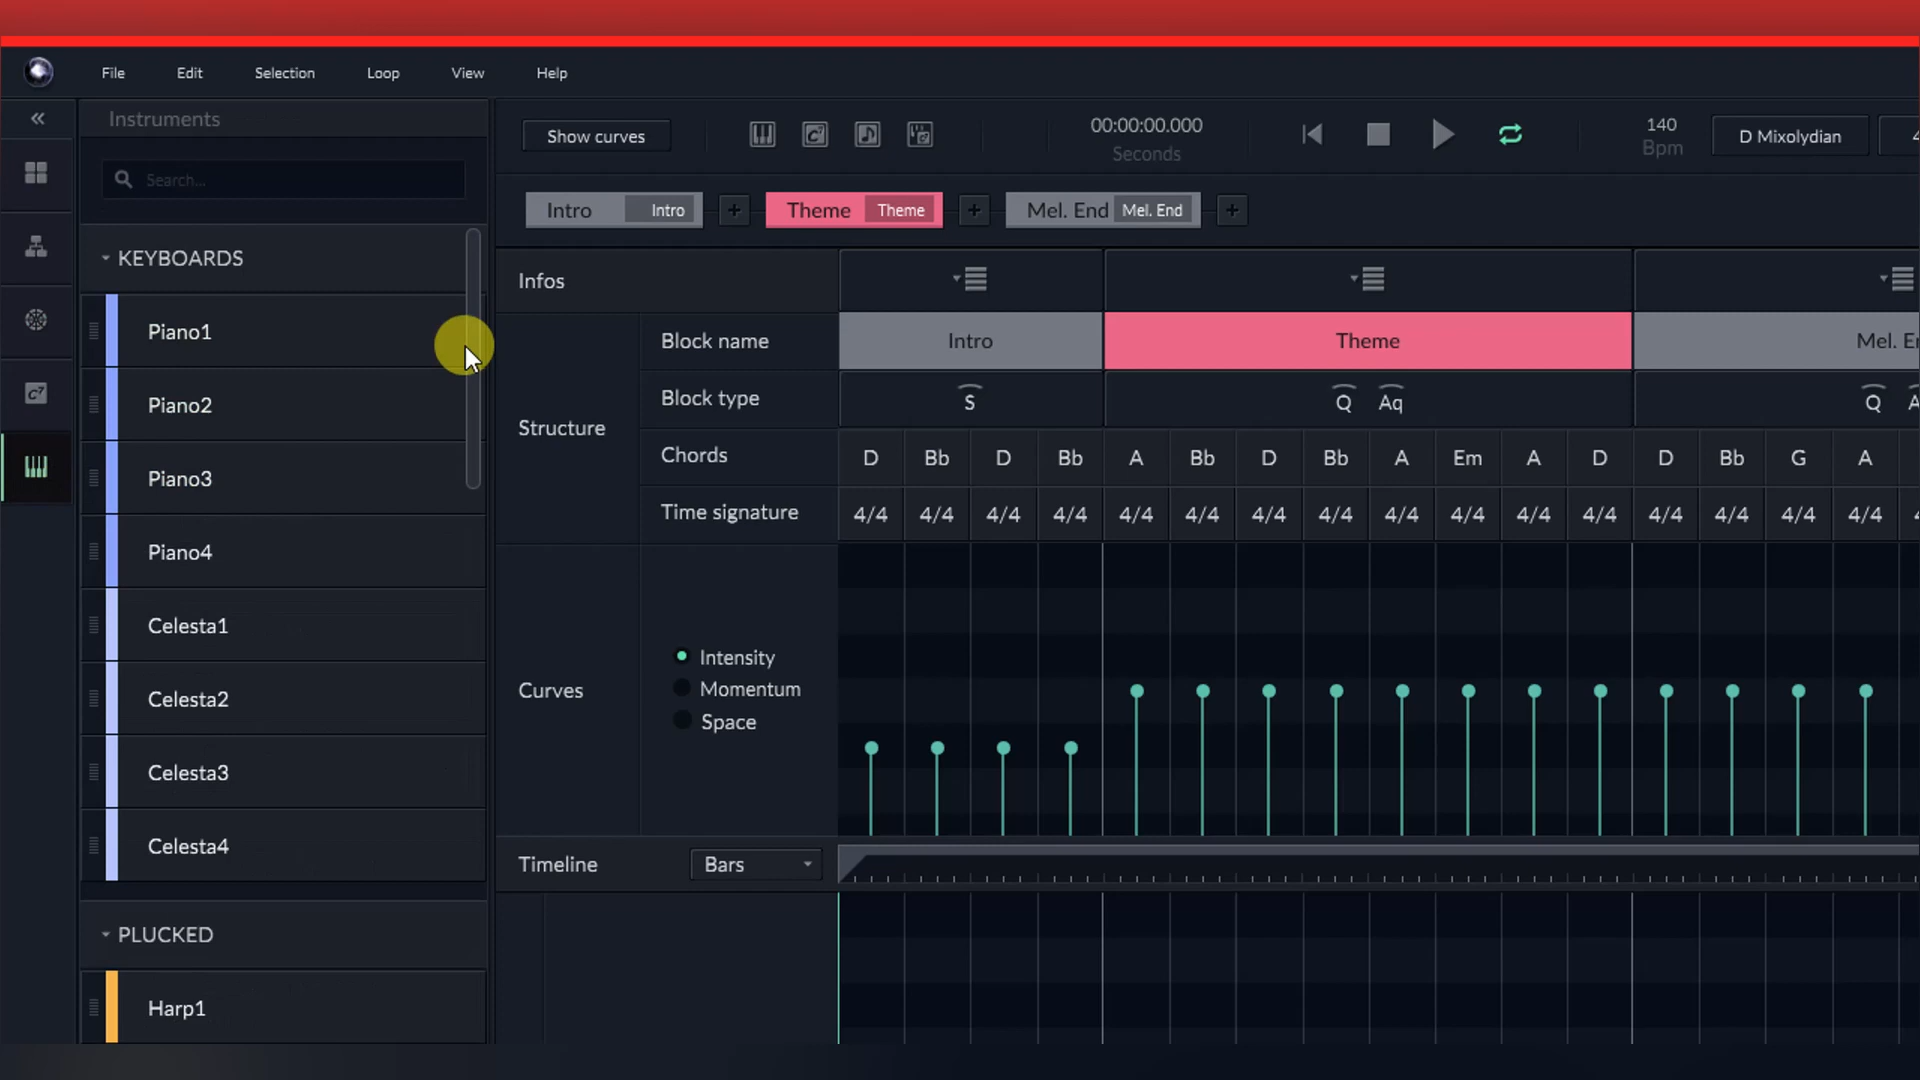 File Edit Selection Loop View Help
Instruments
Search...
KEYBOARDS
Piano1
Piano2
Piano3
Piano4
Celesta1
Celesta2
Celesta3
Celesta4
PLUCKED
Harp1
Show curves
00:00:00.000
Seconds
140
Bpm
D Mixolydian
4
Intro Intro + Theme Theme + Mel. End Mel. End +
Infos
Structure
Block name Intro Theme Mel. E
Block type S Q Aq Q A
Chords D Bb D Bb A Bb D Bb A Em A D D Bb G A
Time signature 4/4 4/4 4/4 4/4 4/4 4/4 4/4 4/4 4/4 4/4 4/4 4/4 4/4 4/4 4/4 4/4
Curves
Intensity
Momentum
Space
Timeline Bars